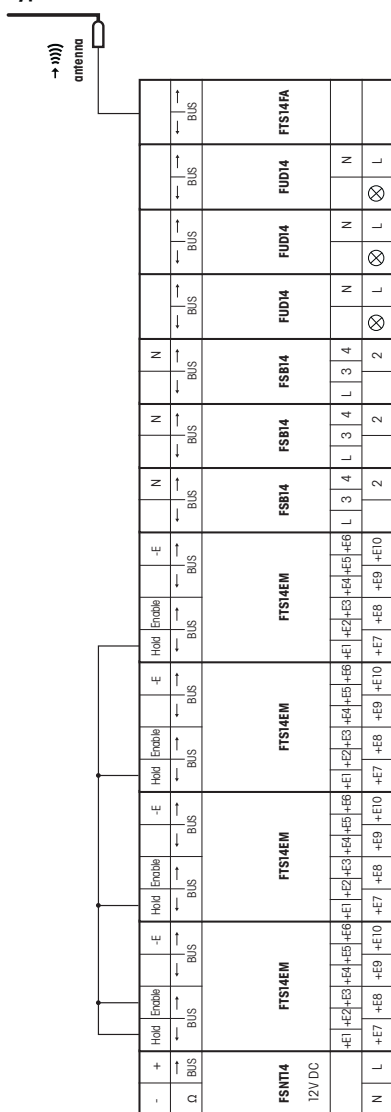 antenna
- + Hold Enable -E Hold Enable -E Hold Enable -E Hold Enable -E N N N
Ω BUS BUS BUS BUS BUS BUS BUS BUS BUS BUS BUS BUS BUS BUS BUS BUS
FSNT14 FTS14EM FTS14EM FTS14EM FTS14EM FSB14 FSB14 FSB14 FUD14 FUD14 FUD14 FTS14FA
12V DC
+E1 +E2 +E3 +E4 +E5 +E6 +E1 +E2 +E3 +E4 +E5 +E6 +E1 +E2 +E3 +E4 +E5 +E6 +E1 +E2 +E3 +E4 +E5 +E6 L 3 4 L 3 4 L 3 4 N N N
N L +E7 +E8 +E9 +E10 +E7 +E8 +E9 +E10 +E7 +E8 +E9 +E10 +E7 +E8 +E9 +E10 2 2 2 L L L